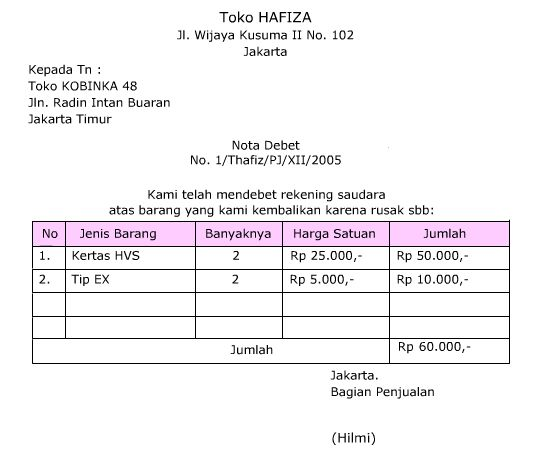 Toko HAFIZA
Jl. Wijaya Kusuma II No. 102
Jakarta
Kepada Tn :
Toko KOBINKA 48
Jln. Radin Intan Buaran
Jakarta Timur
Nota Debet
No. 1/Thafiz/PJ/XII/2005
Kami telah mendebet rekening saudara
atas barang yang kami kembalikan karena rusak sbb:
No Jenis Barang Banyaknya Harga Satuan Jumlah
1. Kertas HVS 2 Rp 25.000,- Rp 50.000,-
2. Tip EX 2 Rp 5.000,- Rp 10.000,-
Jumlah Rp 60.000,-
Jakarta.
Bagian Penjualan
(Hilmi)